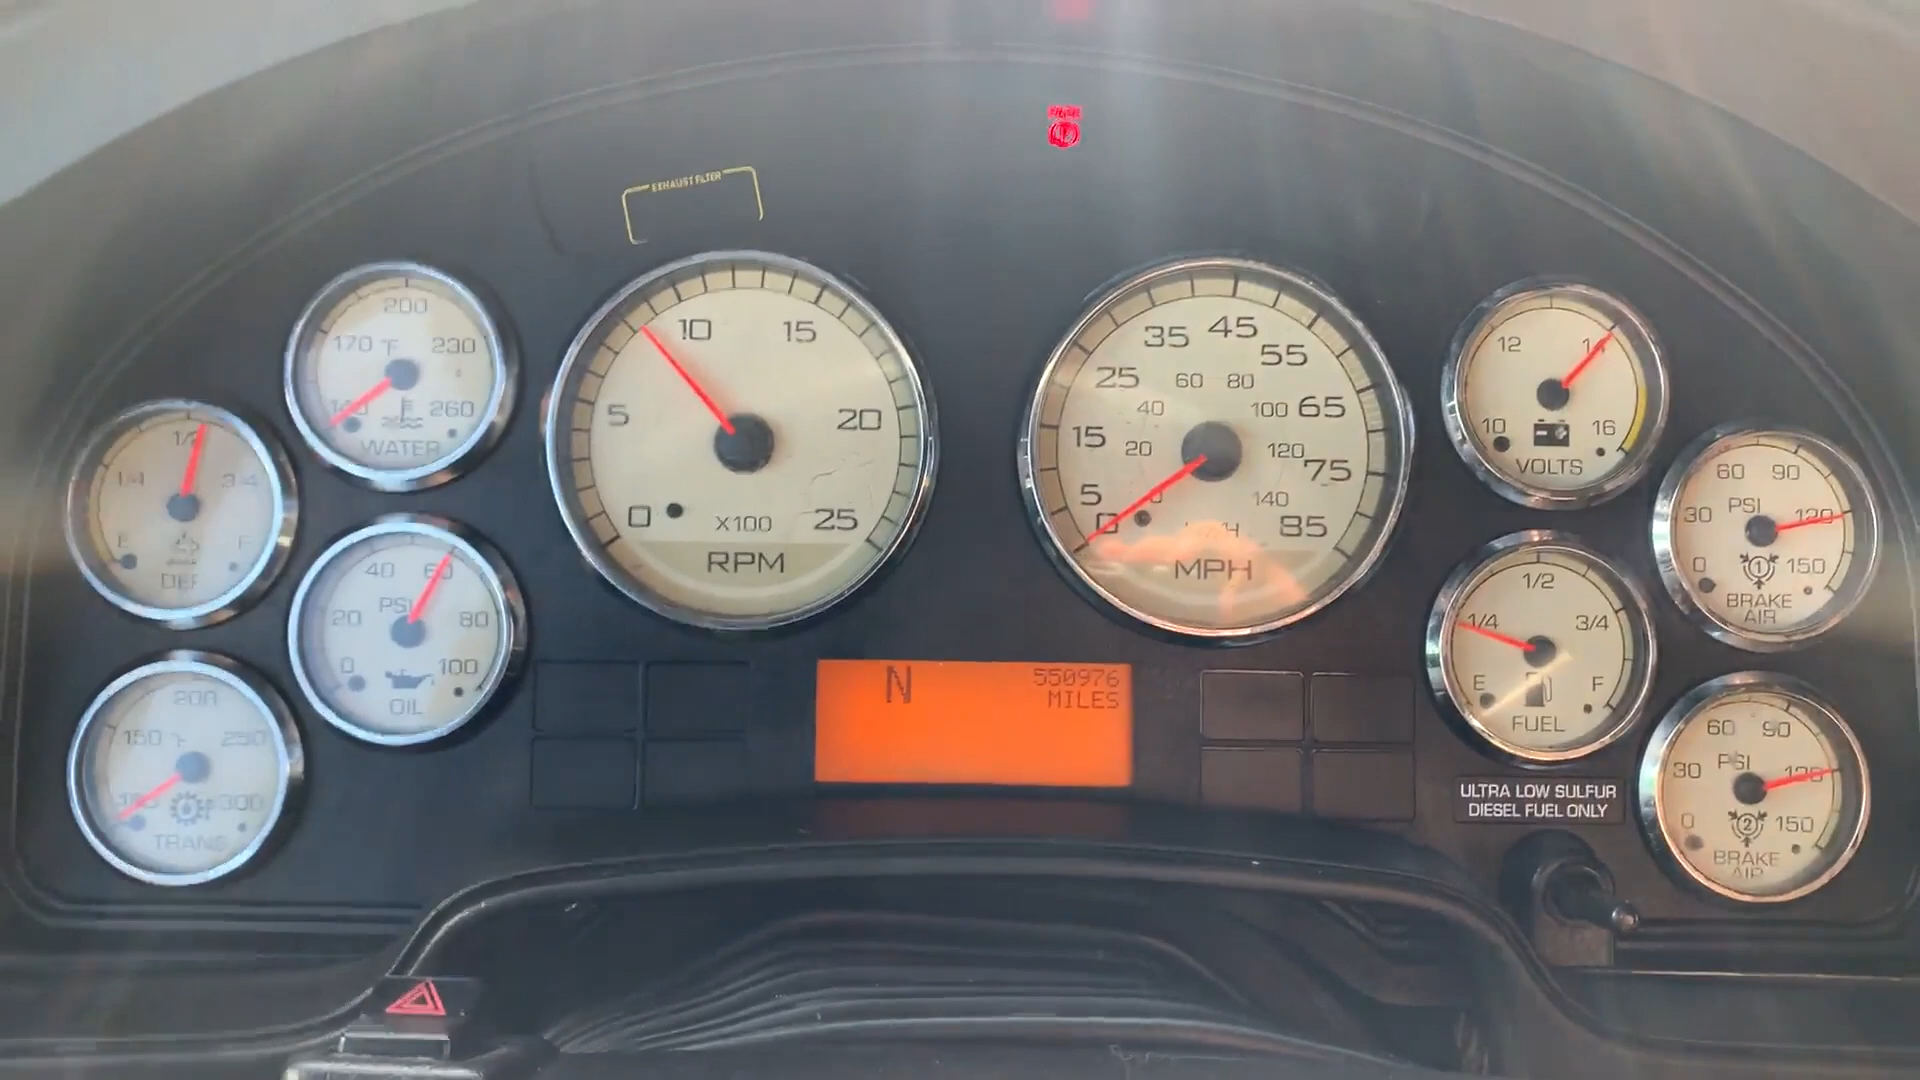 EXHAUST FILTER
200
170 °F 230
260
WATER
1/4 3/4
E F
DEF
40 60
PSI
20 80
0 100
OIL
200
150 °F 250
300
TRANS
10 15
5 20
0 25
X100
RPM
35 45
25 55
60 80
40 100 65
15 20 120 75
5 0 140
0 85
MPH
N 550976
MILES
12 14
10 16
VOLTS
1/2
1/4 3/4
E F
FUEL
60 90
PSI
30 120
0 1 150
BRAKE
AIR
60 90
PSI
30 120
0 2 150
BRAKE
AIR
ULTRA LOW SULFUR
DIESEL FUEL ONLY